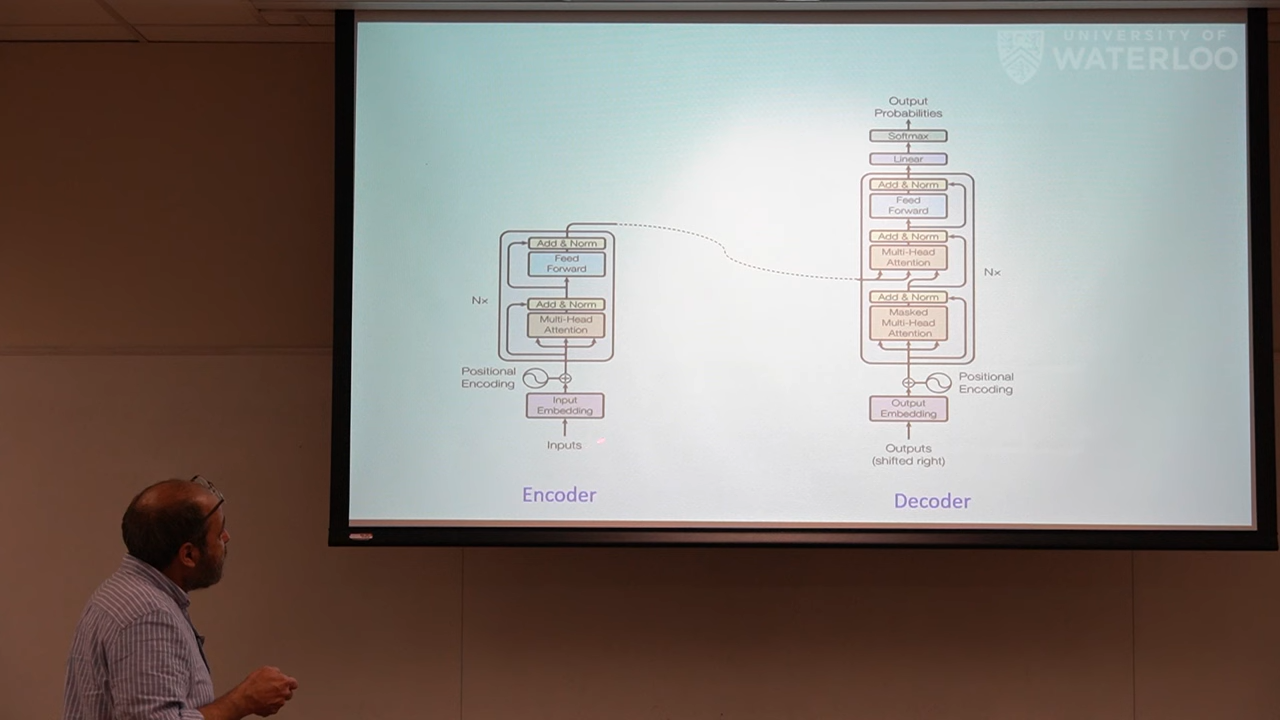 UNIVERSITY OF
WATERLOO
Output
Probabilities
Softmax
Linear
Add & Norm
Feed
Forward
Add & Norm
Multi-Head
Attention
Nx
Add & Norm
Masked
Multi-Head
Attention
Positional
Encoding
Output
Embedding
Outputs
(shifted right)
Decoder
Add & Norm
Feed
Forward
Nx
Add & Norm
Multi-Head
Attention
Positional
Encoding
Input
Embedding
Inputs
Encoder